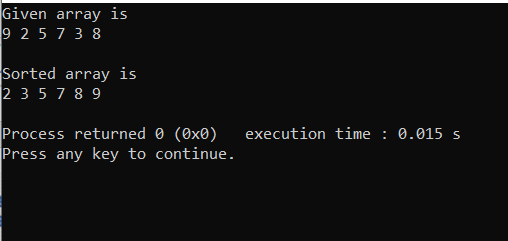 Given array is
9 2 5 7 3 8
Sorted array is
2 3 5 7 8 9
Process returned 0 (0x0)   execution time : 0.015 s
Press any key to continue.